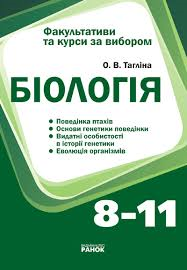 Факультативи
та курси за вибором
О. В. Тагліна
БІОЛОГІЯ
• Поведінка птахів
• Основи генетики поведінки
• Видатні особистості
в історії генетики
• Еволюція організмів
8-11
ВИДАВНИЦТВО
РАНОК